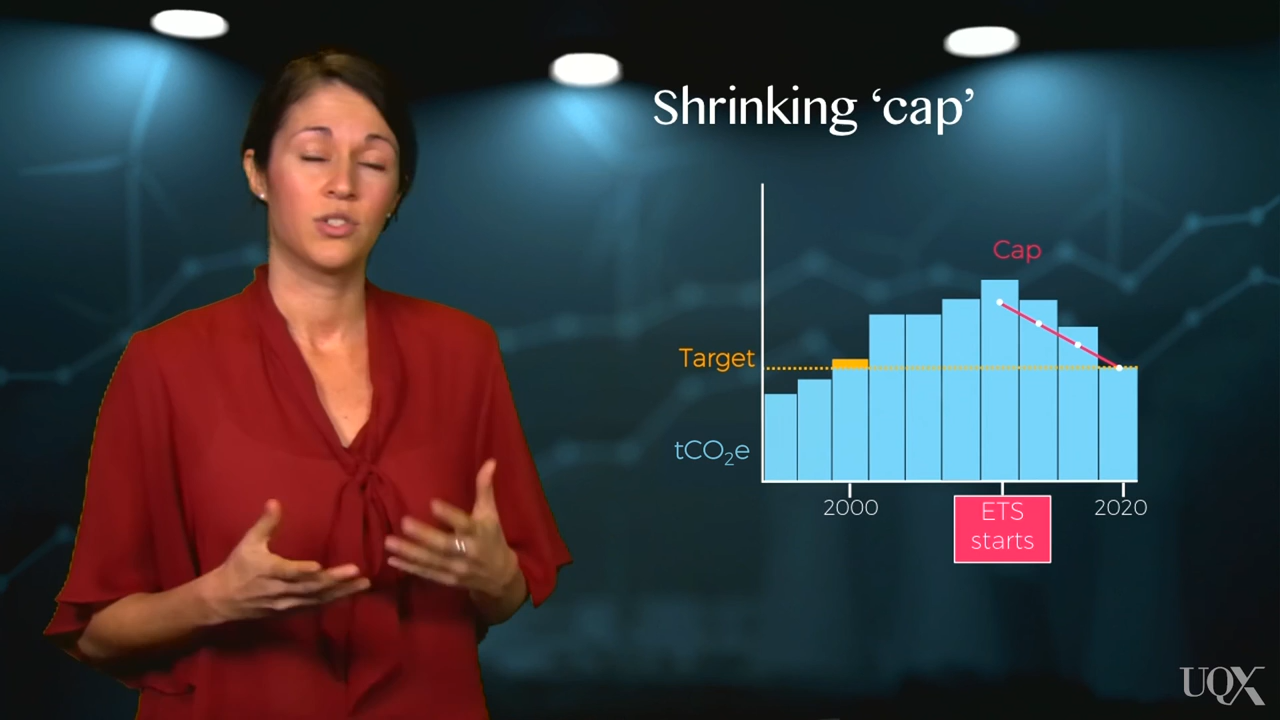 Shrinking ‘cap’
Cap
Target
tCO₂e
2000
ETS
starts
2020
UQX